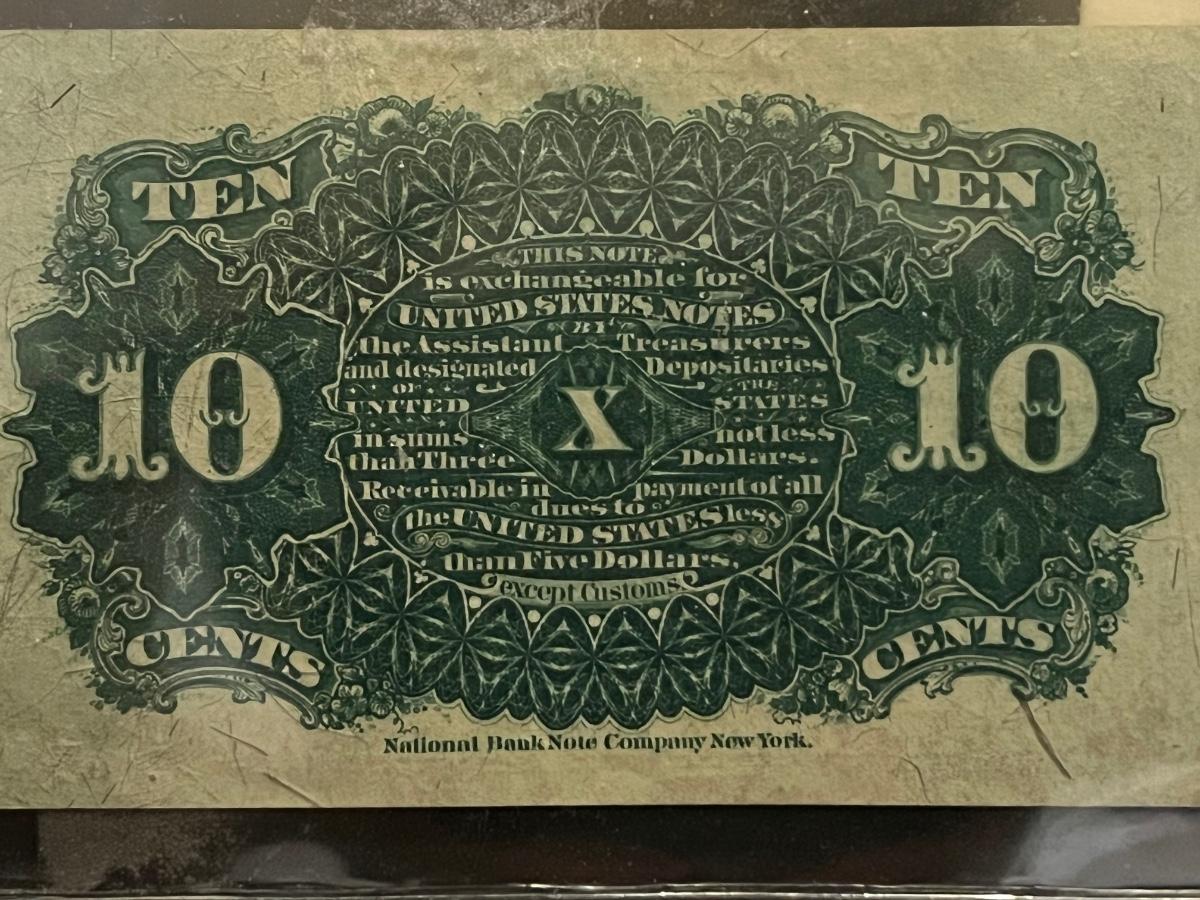 TEN TEN
THIS NOTE
is exchangeable for
UNITED STATES NOTES
BY
the Assistant Treasurers
and designated Depositaries
OF THE
UNITED STATES
in sums not less
than Three Dollars.
10 X 10
Receivable in payment of all
dues to
the UNITED STATES less
than Five Dollars,
except Customs.
CENTS CENTS
National Bank Note Company New York.